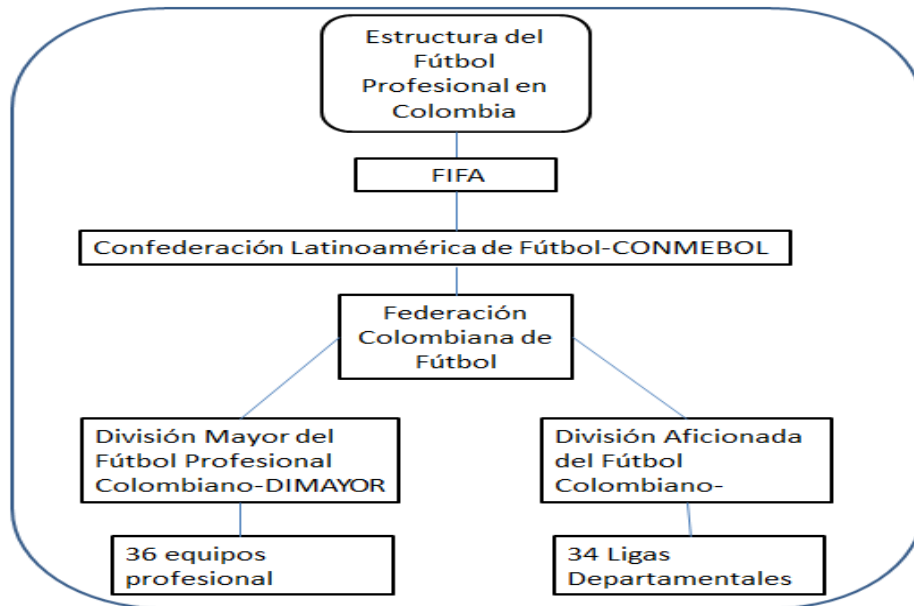 Estructura del
Fútbol
Profesional en
Colombia
FIFA
Confederación Latinoamérica de Fútbol-CONMEBOL
Federación
Colombiana de
Fútbol
División Mayor del
Fútbol Profesional
Colombiano-DIMAYOR
División Aficionada
del Fútbol
Colombiano-
36 equipos
profesional
34 Ligas
Departamentales